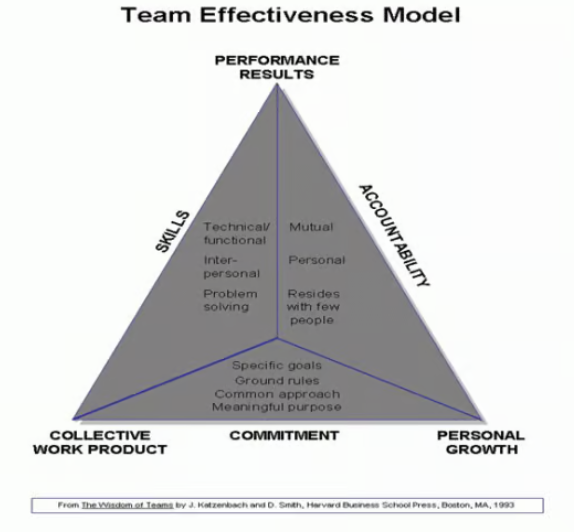 Team Effectiveness Model
PERFORMANCE
RESULTS
SKILLS
ACCOUNTABILITY
Technical/
functional
Inter-
personal
Problem
solving
Mutual
Personal
Resides
with few
people
Specific goals
Ground rules
Common approach
Meaningful purpose
COLLECTIVE
WORK PRODUCT
COMMITMENT
PERSONAL
GROWTH
From The Wisdom of Teams by J. Katzenbach and D. Smith, Harvard Business School Press, Boston, MA, 1993